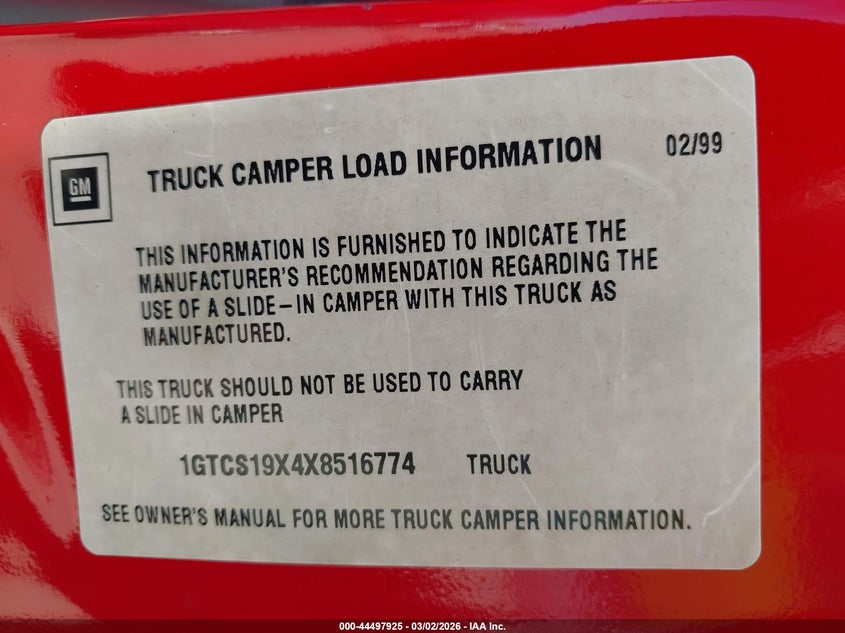 GM
TRUCK CAMPER LOAD INFORMATION
02/99
THIS INFORMATION IS FURNISHED TO INDICATE THE
MANUFACTURER'S RECOMMENDATION REGARDING THE
USE OF A SLIDE-IN CAMPER WITH THIS TRUCK AS
MANUFACTURED.
THIS TRUCK SHOULD NOT BE USED TO CARRY
A SLIDE IN CAMPER
1GTCS19X4X8516774 TRUCK
SEE OWNER'S MANUAL FOR MORE TRUCK CAMPER INFORMATION.
000-44497925 - 03/02/2026 - IAA Inc.